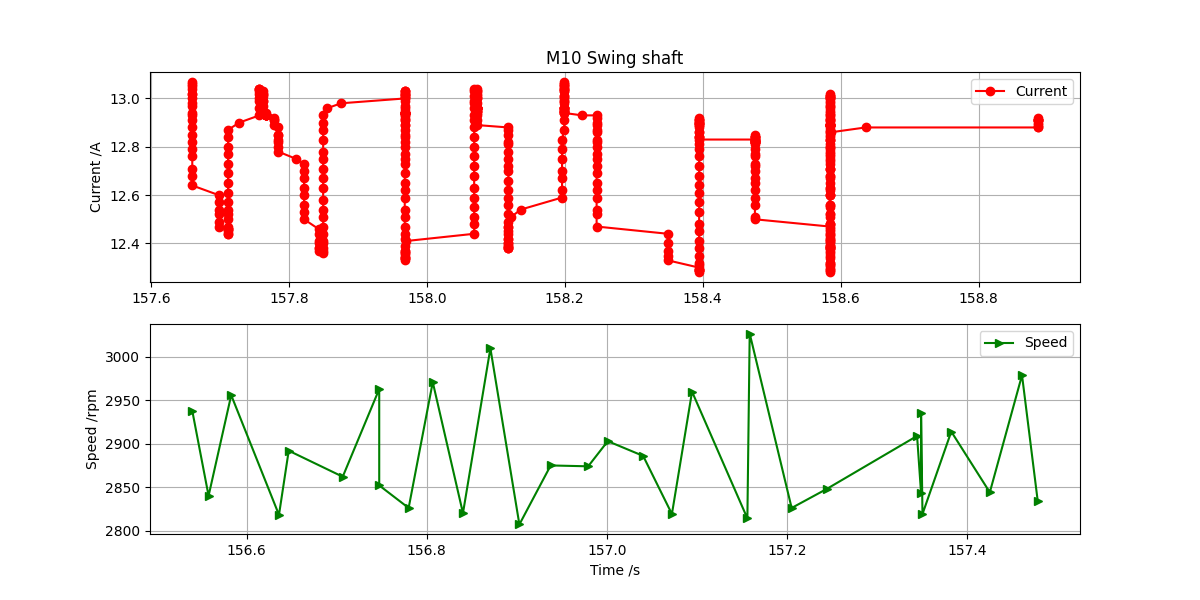 M10 Swing shaft
Current /A
13.0
12.8
12.6
12.4
Current
157.6 157.8 158.0 158.2 158.4 158.6 158.8
Speed /rpm
3000
2950
2900
2850
2800
Speed
156.6 156.8 157.0 157.2 157.4
Time /s